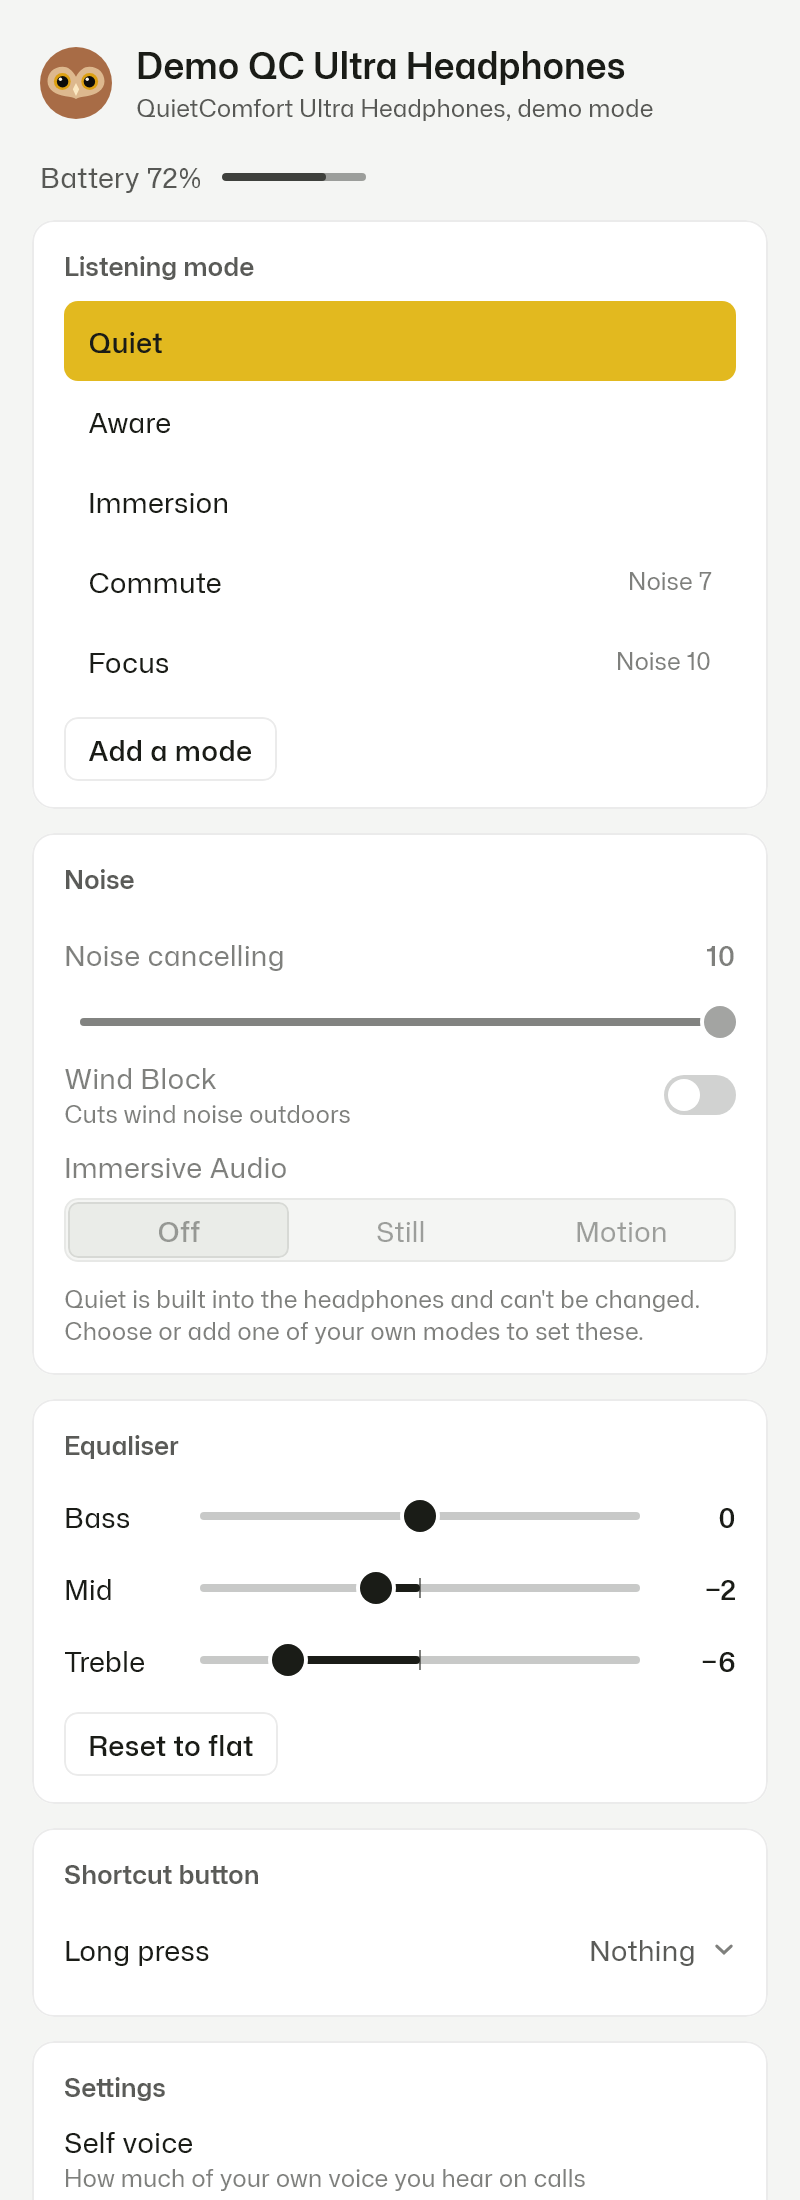 Demo QC Ultra Headphones
QuietComfort Ultra Headphones, demo mode
Battery 72%
Listening mode
Quiet
Aware
Immersion
Commute Noise 7
Focus Noise 10
Add a mode
Noise
Noise cancelling 10
Wind Block
Cuts wind noise outdoors
Immersive Audio
Off Still Motion
Quiet is built into the headphones and can't be changed.
Choose or add one of your own modes to set these.
Equaliser
Bass 0
Mid −2
Treble −6
Reset to flat
Shortcut button
Long press Nothing
Settings
Self voice
How much of your own voice you hear on calls